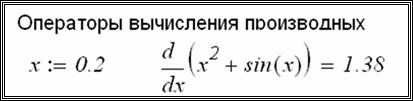 Операторы вычисления производных
x := 0.2 d/dx (x² + sin(x)) = 1.38